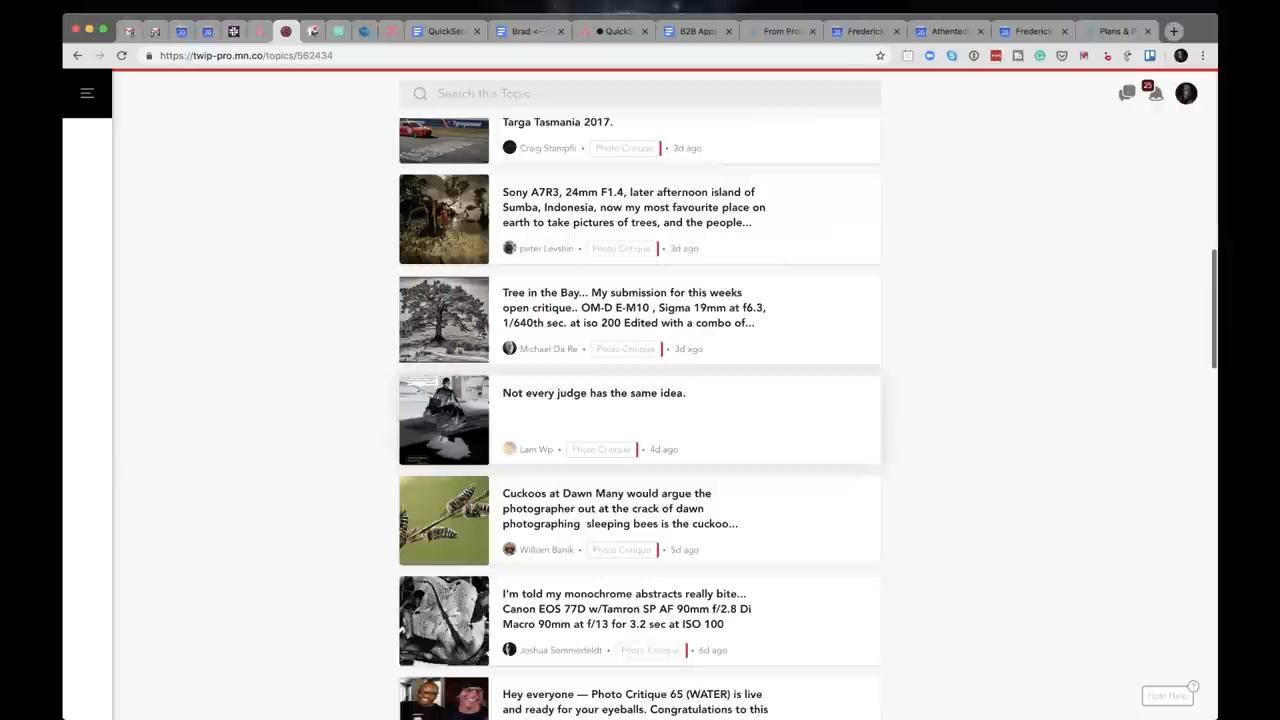 QuickSen
Brad <--
QuickS
B2B Apps
From Pro
Frederick
Athentec
Frederick
Plans & P
https://twip-pro.mn.co/topics/562434
Search this Topic
25
Targa Tasmania 2017.
Craig Stampfli • Photo Critique • 3d ago
Sony A7R3, 24mm F1.4, later afternoon island of
Sumba, Indonesia, now my most favourite place on
earth to take pictures of trees, and the people...
peter Levshin • Photo Critique • 3d ago
Tree in the Bay... My submission for this weeks
open critique.. OM-D E-M10 , Sigma 19mm at f6.3,
1/640th sec. at iso 200 Edited with a combo of...
Michael Da Re • Photo Critique • 3d ago
Not every judge has the same idea.
Lam Wp • Photo Critique • 4d ago
Cuckoos at Dawn Many would argue the
photographer out at the crack of dawn
photographing sleeping bees is the cuckoo...
William Banik • Photo Critique • 5d ago
I'm told my monochrome abstracts really bite...
Canon EOS 77D w/Tamron SP AF 90mm f/2.8 Di
Macro 90mm at f/13 for 3.2 sec at ISO 100
Joshua Sommerfeldt • Photo Critique • 6d ago
Hey everyone — Photo Critique 65 (WATER) is live
and ready for your eyeballs. Congratulations to this
Host Help
?